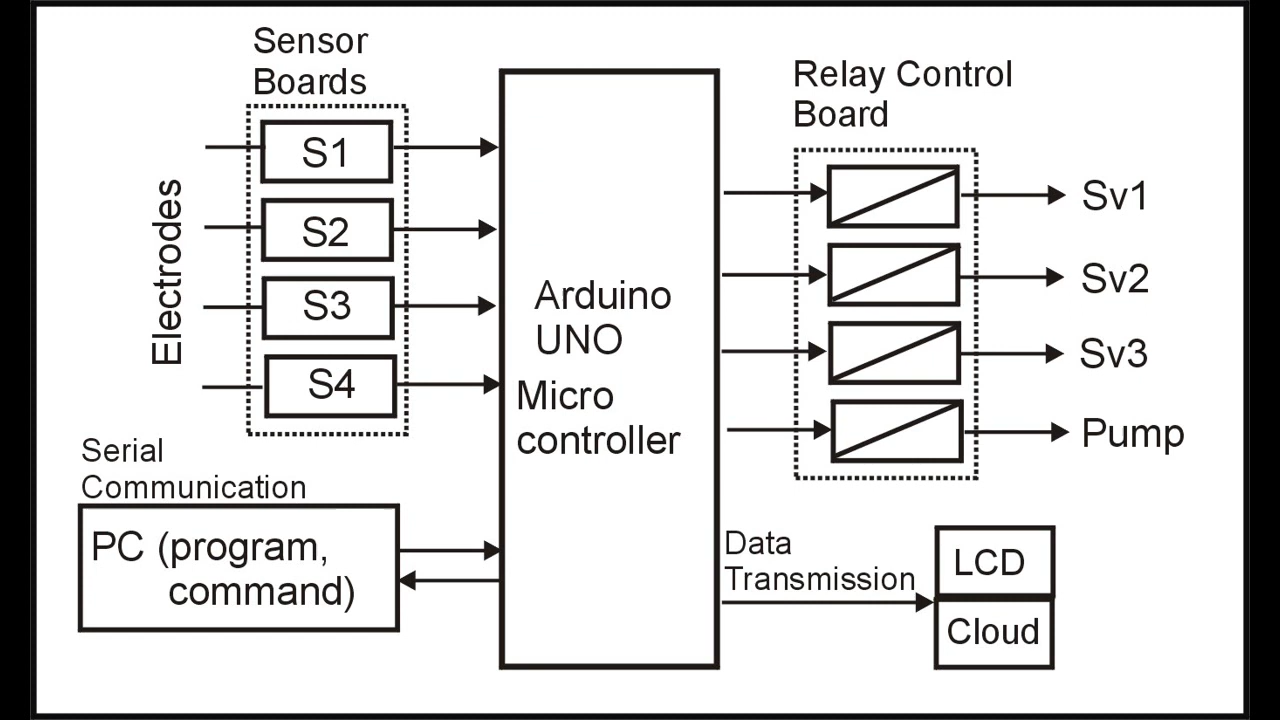 Sensor
Boards
Electrodes
S1
S2
S3
S4
Serial
Communication
PC (program,
command)
Arduino
UNO
Micro
controller
Relay Control
Board
Sv1
Sv2
Sv3
Pump
Data
Transmission
LCD
Cloud